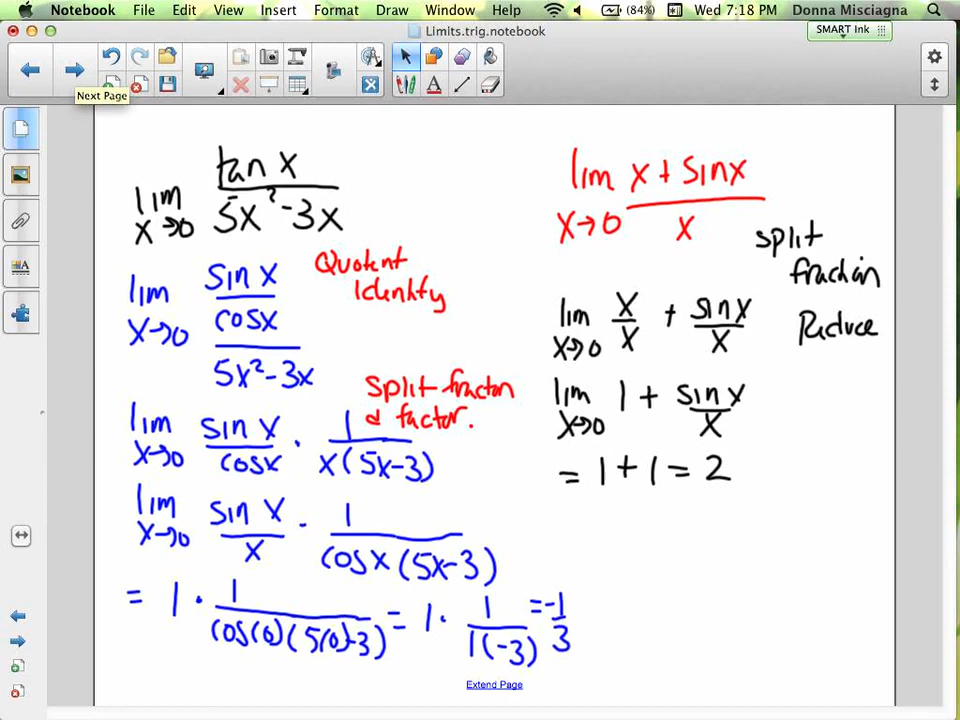 Notebook File Edit View Insert Format Draw Window Help (84%) Wed 7:18 PM Donna Misciagna
Limits.trig.notebook
SMART Ink
Next Page
lim x→0 tan x / 5x²-3x
lim x→0 sin x / cos x / 5x²-3x
Quotent
Identity
lim x→0 sin x / cos x · 1 / x(5x-3)
Split fraction
& factor.
lim x→0 sin x / x · 1 / cos x (5x-3)
= 1 · 1 / cos(0)(5(0)-3) = 1 · 1 / 1(-3) = -1 / 3
lim x→0 x + sin x / x
split
fraction
lim x→0 x / x + sin x / x
Reduce
lim x→0 1 + sin x / x
= 1 + 1 = 2
Extend Page